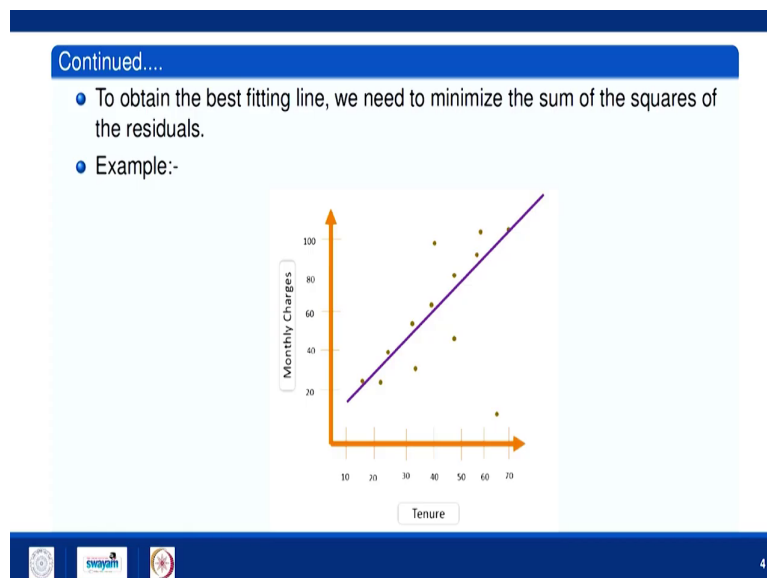 Continued....
To obtain the best fitting line, we need to minimize the sum of the squares of
the residuals.
Example:-
100
80
60
40
20
Monthly Charges
10 20 30 40 50 60 70
Tenure
swayam
4